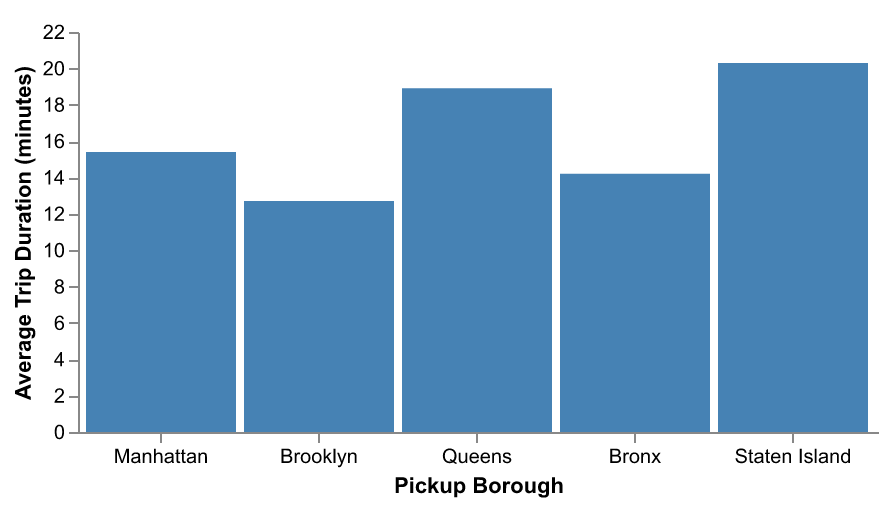 Average Trip Duration (minutes)
22
20
18
16
14
12
10
8
6
4
2
0
Manhattan
Brooklyn
Queens
Bronx
Staten Island
Pickup Borough